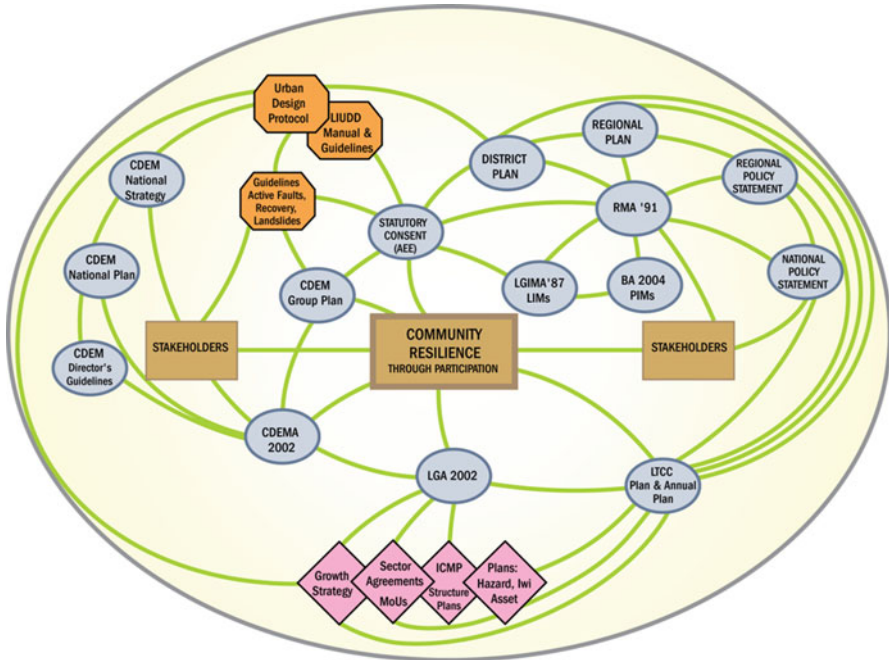 Urban
Design
Protocol
LIUDD
Manual &
Guidelines
CDEM
National
Strategy
Guidelines
Active Faults,
Recovery,
Landslides
DISTRICT
PLAN
REGIONAL
PLAN
REGIONAL
POLICY
STATEMENT
RMA '91
STATUTORY
CONSENT
(AEE)
CDEM
National Plan
CDEM
Group Plan
LGIMA'87
LIMs
BA 2004
PIMs
NATIONAL
POLICY
STATEMENT
STAKEHOLDERS
COMMUNITY
RESILIENCE
THROUGH PARTICIPATION
STAKEHOLDERS
CDEM
Director's
Guidelines
CDEMA
2002
LGA 2002
LTCC
Plan & Annual
Plan
Growth
Strategy
Sector
Agreements
MoUs
ICMP
Structure
Plans
Plans:
Hazard, Iwi
Asset